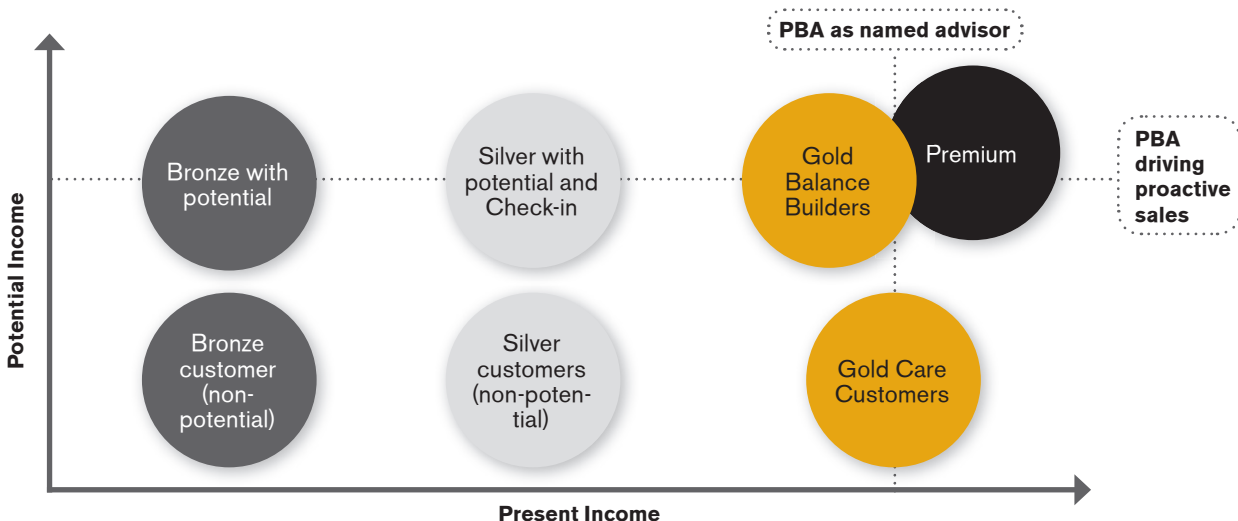 PBA as named advisor
Potential Income
Bronze with
potential
Silver with
potential and
Check-in
Gold
Balance
Builders
Premium
PBA
driving
proactive
sales
Bronze
customer
(non-
potential)
Silver
customers
(non-poten-
tial)
Gold Care
Customers
Present Income